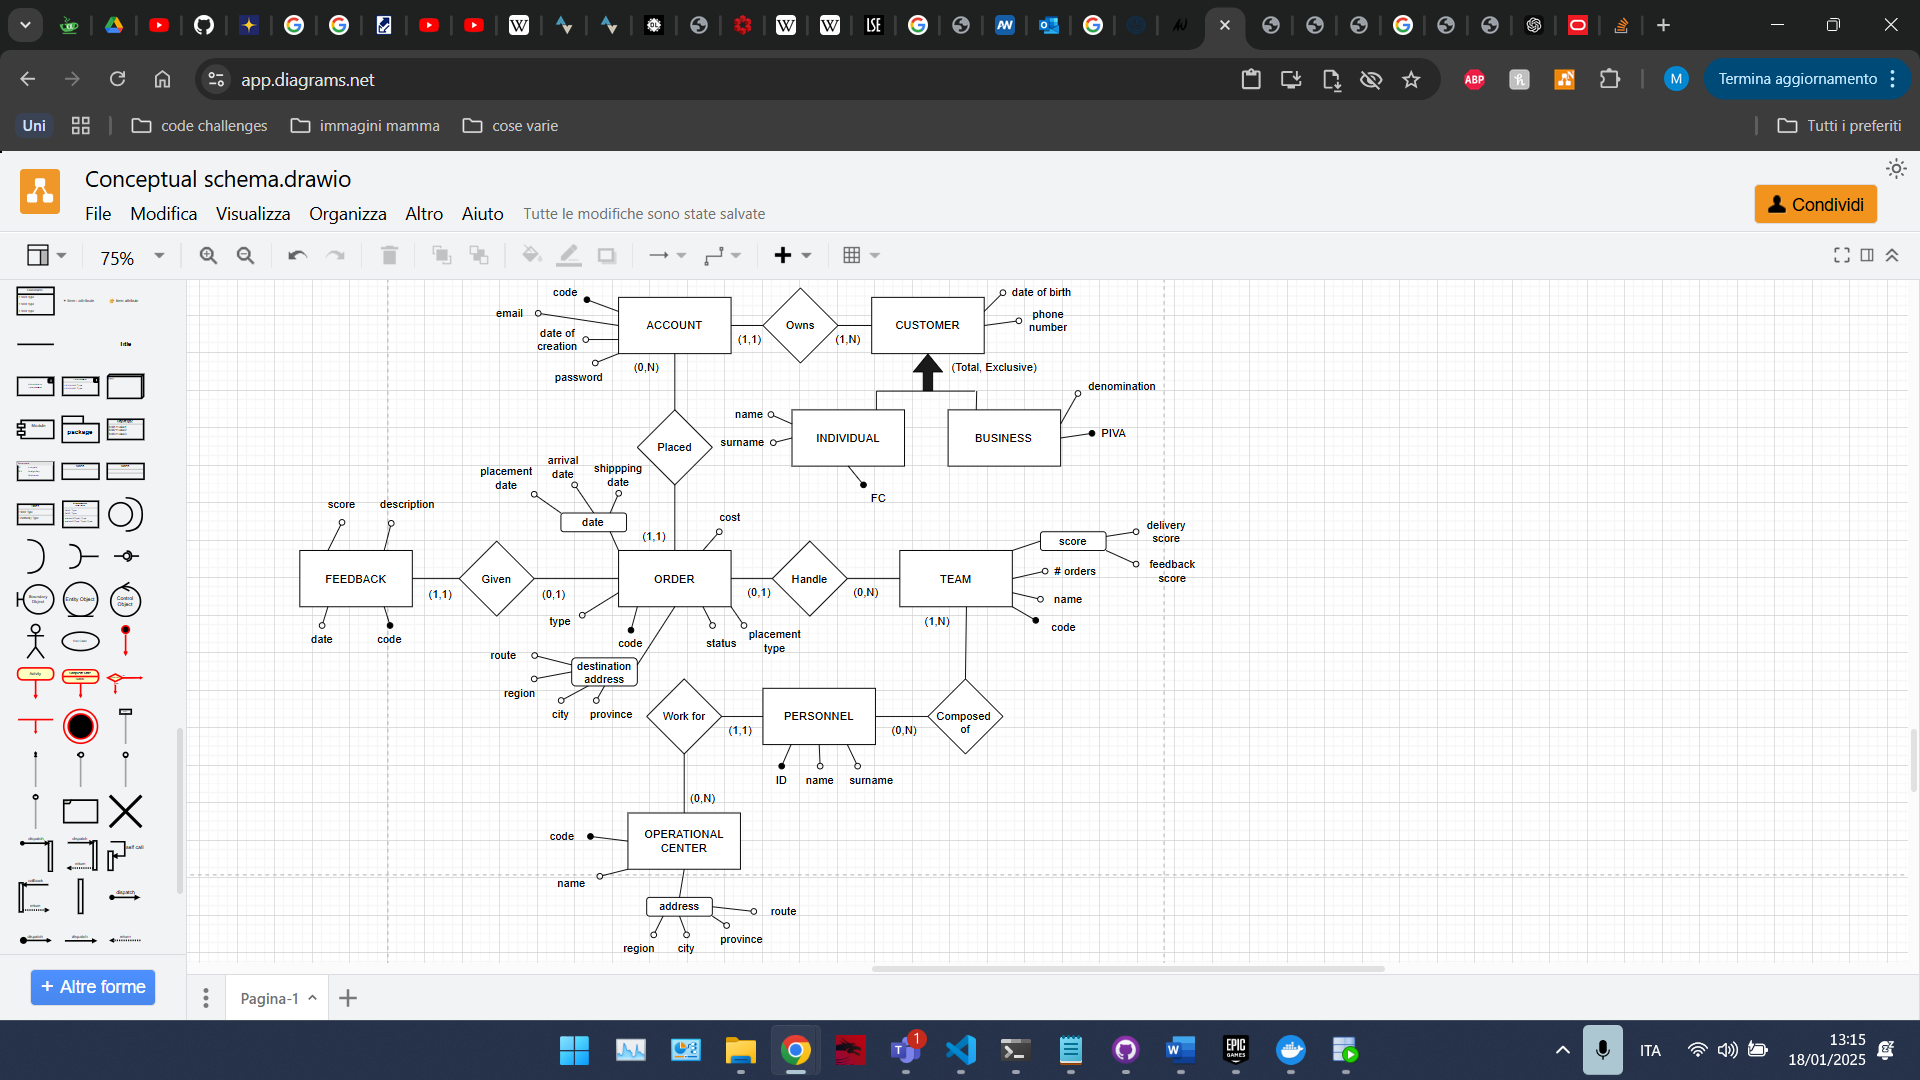 app.diagrams.net
Termina aggiornamento
Uni
code challenges
immagini mamma
cose varie
Tutti i preferiti
Conceptual schema.drawio
File
Modifica
Visualizza
Organizza
Altro
Aiuto
Tutte le modifiche sono state salvate
Condividi
75%
code
email
date of
creation
password
ACCOUNT
(1,1)
Owns
(1,N)
CUSTOMER
date of birth
phone
number
(0,N)
(Total, Exclusive)
Placed
name
surname
INDIVIDUAL
FC
BUSINESS
denomination
PIVA
placement
date
arrival
date
shippping
date
date
(1,1)
cost
score
description
FEEDBACK
date
code
(1,1)
Given
(0,1)
ORDER
(0,1)
Handle
(0,N)
TEAM
score
delivery
score
feedback
score
# orders
name
code
(1,N)
type
code
status
placement
type
destination
address
route
region
city
province
Work for
(1,1)
PERSONNEL
(0,N)
Composed
of
ID
name
surname
(0,N)
OPERATIONAL
CENTER
code
name
address
route
region
city
province
package
Altre forme
Pagina-1
ITA
13:15
18/01/2025